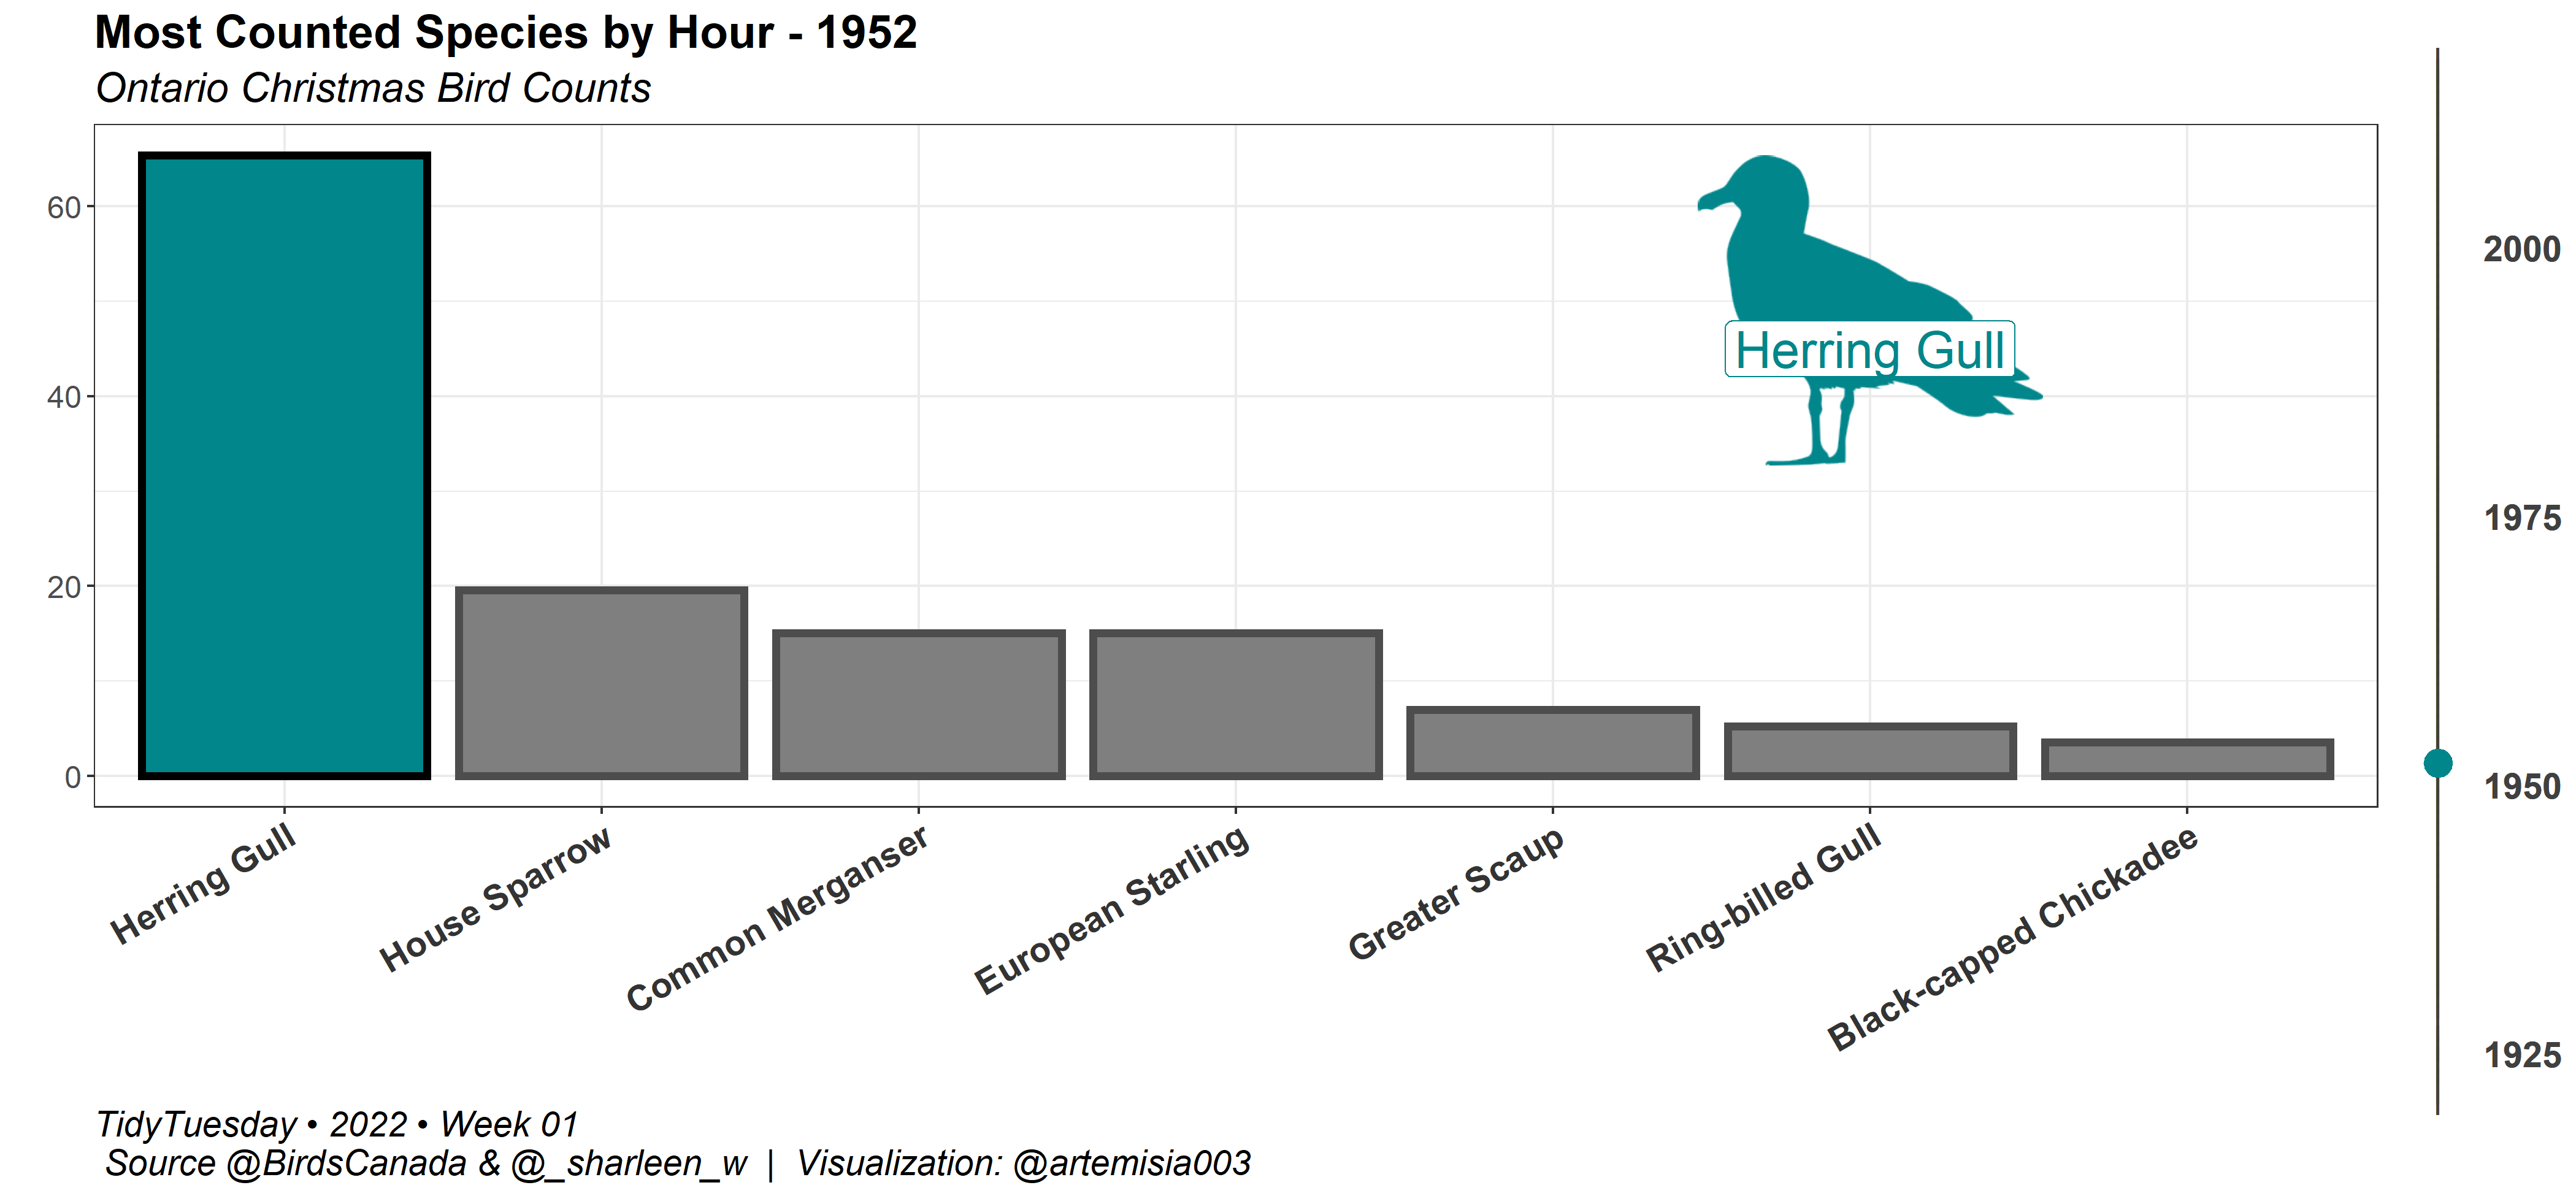 Most Counted Species by Hour - 1952
Ontario Christmas Bird Counts
60
40
20
0
Herring Gull
2000
1975
1950
1925
Herring Gull
House Sparrow
Common Merganser
European Starling
Greater Scaup
Ring-billed Gull
Black-capped Chickadee
TidyTuesday • 2022 • Week 01
Source @BirdsCanada & @_sharleen_w | Visualization: @artemisia003